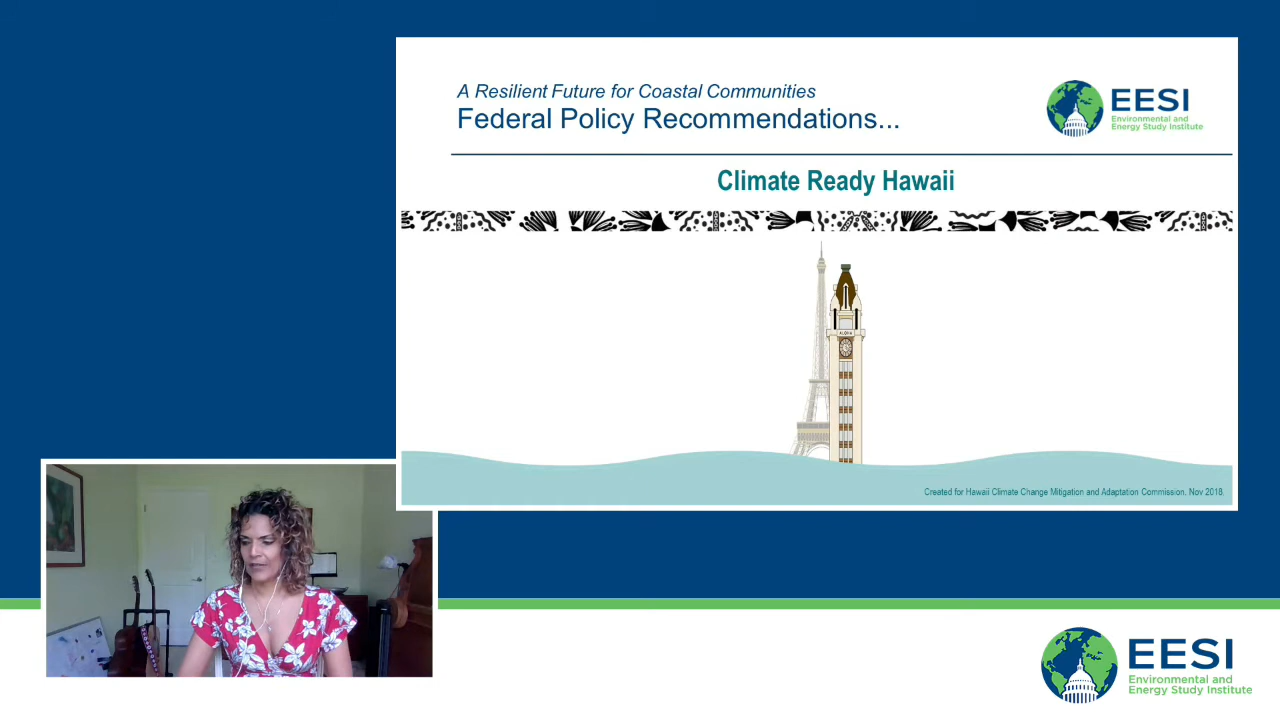 A Resilient Future for Coastal Communities
Federal Policy Recommendations...
EESI
Environmental and
Energy Study Institute
Climate Ready Hawaii
ALOHA
Created for Hawaii Climate Change Mitigation and Adaptation Commission, Nov 2018.
EESI
Environmental and
Energy Study Institute